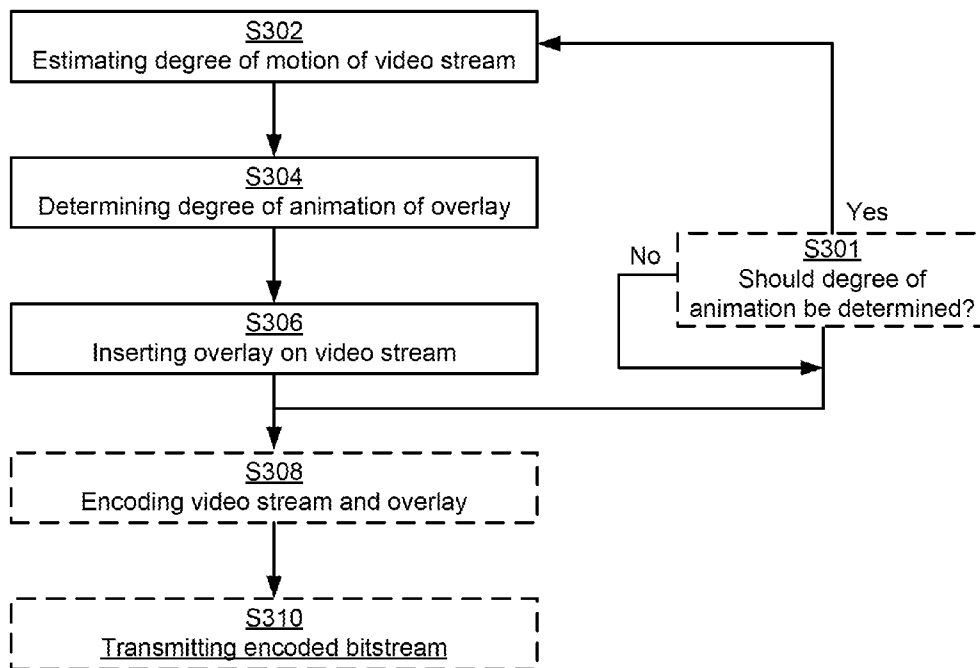 S302
Estimating degree of motion of video stream
S304
Determining degree of animation of overlay
Yes
No
S301
Should degree of
animation be determined?
S306
Inserting overlay on video stream
S308
Encoding video stream and overlay
S310
Transmitting encoded bitstream